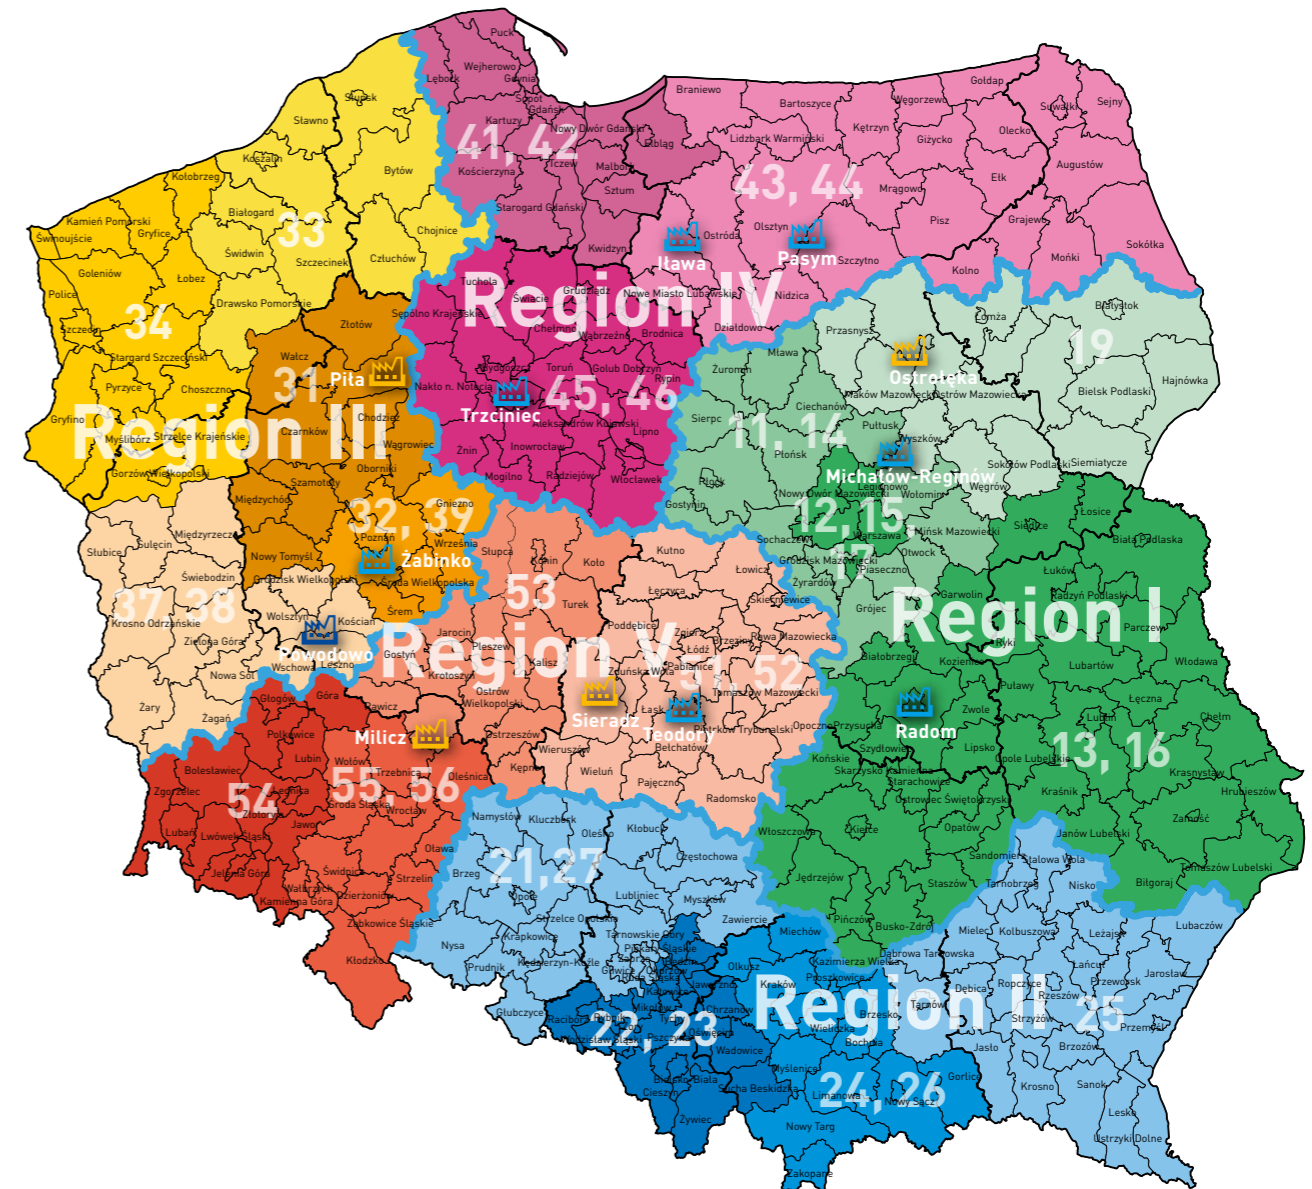 Puck
Wejherowo
Lębork
Gdynia
Sopot
Gdańsk
Kartuzy
Nowy Dwór Gdański
Elbląg
41, 42
Kościerzyna
Tczew
Malbork
Sztum
Starogard Gdański
Kwidzyn
Braniewo
Bartoszyce
Lidzbark Warmiński
Kętrzyn
Węgorzewo
Gołdap
Giżycko
Olecko
Suwałki
Sejny
Augustów
43, 44
Mrągowo
Ełk
Pisz
Grajewo
Sokółka
Mońki
Kolno
Ostróda
Olsztyn
Szczytno
Iława
Pasym
Nidzica
Działdowo
Nowe Miasto Lubawskie
Słupsk
Sławno
Koszalin
Kołobrzeg
Bytów
Białogard
Chojnice
33
Świdwin
Szczecinek
Człuchów
Kamień Pomorski
Świnoujście
Gryfice
Goleniów
Łobez
Police
Drawsko Pomorskie
34
Szczecin
Stargard Szczeciński
Pyrzyce
Choszczno
Gryfino
Myślibórz
Strzelce Krajeńskie
Gorzów Wielkopolski
Region III
Złotów
Wałcz
31
Piła
Chodzież
Czarnków
Wągrowiec
Oborniki
Szamotuły
Międzychód
Gniezno
32, 39
Poznań
Września
Nowy Tomyśl
Żabinko
Grodzisk Wielkopolski
Środa Wielkopolska
Śrem
Tuchola
Sępólno Krajeńskie
Świecie
Grudziądz
Region IV
Chełmno
Wąbrzeźno
Brodnica
Bydgoszcz
Toruń
Golub Dobrzyn
Rypin
Nakło n. Notecią
Trzciniec
45, 46
Aleksandrów Kujawski
Lipno
Żnin
Inowrocław
Mogilno
Radziejów
Włocławek
Przasnysz
Łomża
Białystok
19
Mława
Żuromin
Ostrołęka
Maków Mazowiecki
Ostrów Mazowiecka
Hajnówka
Bielsk Podlaski
Sierpc
Ciechanów
11, 14
Pułtusk
Wyszków
Płońsk
Michałów-Reginów
Sokołów Podlaski
Siemiatycze
Węgrów
Płock
Gostynin
Nowy Dwór Mazowiecki
Legionowo
Wołomin
12, 15,
17
Warszawa
Mińsk Mazowiecki
Sochaczew
Grodzisk Mazowiecki
Otwock
Piaseczno
Żyrardów
Grójec
Garwolin
Siedlce
Łosice
Biała Podlaska
Łuków
Radzyń Podlaski
Parczew
Region I
Ryki
Białobrzegi
Kozienice
Lubartów
Włodawa
Puławy
Łęczna
Zwoleń
Lublin
Chełm
Radom
Przysucha
Szydłowiec
Lipsko
Opole Lubelskie
13, 16
Krasnystaw
Hrubieszów
Kraśnik
Zamość
Końskie
Skarżysko Kamienna
Starachowice
Ostrowiec Świętokrzyski
Włoszczowa
Kielce
Opatów
Janów Lubelski
Biłgoraj
Tomaszów Lubelski
Sandomierz
Jędrzejów
Staszów
Pińczów
Busko-Zdrój
Kazimierza Wielka
Słubice
Sulęcin
Międzyrzecz
Świebodzin
37, 38
Krosno Odrzańskie
Zielona Góra
Wolsztyn
Kościan
Powodowo
Wschowa
Leszno
Nowa Sól
Żary
Żagań
Słupca
Konin
Koło
53
Turek
Jarocin
Pleszew
Gostyń
Krotoszyn
Kalisz
Region V
Ostrów
Wielkopolski
Ostrzeszów
Kępno
Rawicz
Milicz
Kutno
Łowicz
Łęczyca
Skierniewice
Poddębice
Zgierz
Brzeziny
Rawa Mazowiecka
Łódź
Pabianice
Zduńska Wola
51, 52
Tomaszów Mazowiecki
Sieradz
Łask
Teodory
Piotrków Trybunalski
Opoczno
Bełchatów
Wieruszów
Wieluń
Pajęczno
Radomsko
Głogów
Góra
Polkowice
Lubin
Wołów
Trzebnica
Oleśnica
Bolesławiec
Zgorzelec
54
Legnica
55, 56
Środa Śląska
Wrocław
Złotoryja
Jawor
Lubań
Lwówek Śląski
Jelenia Góra
Kamienna Góra
Wałbrzych
Świdnica
Dzierżoniów
Strzelin
Oława
Ząbkowice Śląskie
Kłodzko
Namysłów
Kluczbork
Olesno
Kłobuck
Częstochowa
Brzeg
21,27
Opole
Lubliniec
Myszków
Strzelce Opolskie
Zawiercie
Krapkowice
Nysa
Prudnik
Kędzierzyn-Koźle
Głubczyce
Tarnowskie Góry
Piekary Śląskie
Zabrze
Gliwice
Ruda Śląska
Katowice
Jaworzno
Mikołów
Tychy
Racibórz
Rybnik
Żory
Wodzisław Śląski
Pszczyna
22, 23
Oświęcim
Chrzanów
Wadowice
Bielsko-Biała
Cieszyn
Żywiec
Sucha Beskidzka
Olkusz
Miechów
Kraków
Proszkowice
Region II
Wieliczka
Bochnia
Brzesko
Tarnów
Dąbrowa Tarnowska
Myślenice
Limanowa
24, 26
Nowy Sącz
Gorlice
Nowy Targ
Zakopane
Stalowa Wola
Tarnobrzeg
Nisko
Mielec
Kolbuszowa
Leżajsk
Lubaczów
Łańcut
Przeworsk
Jarosław
Dębica
Ropczyce
Rzeszów
25
Strzyżów
Przemyśl
Jasło
Brzozów
Krosno
Sanok
Lesko
Ustrzyki Dolne